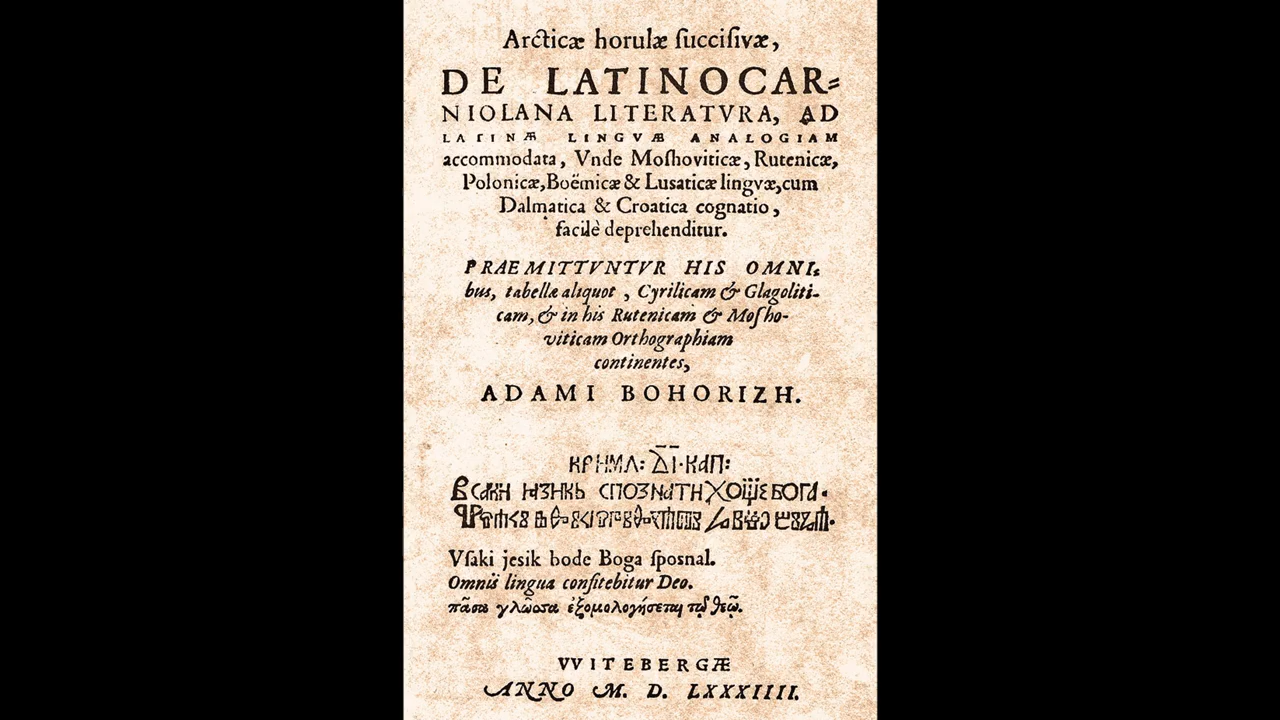 Arcticæ horulæ ſucciſivæ,
DE LATINOCAR-
NIOLANA LITERATVRA, AD
LATINÆ LINGVÆ ANALOGIAM
accommodata, Vnde Moſhoviticæ, Rutenicæ,
Polonicæ, Boëmicæ & Lusaticæ lingvæ, cum
Dalmatica & Croatica cognatio,
facilè deprehenditur.
PRAEMITTVNTVR HIS OMNI-
bus, tabellæ aliquot, Cyrilicam & Glagoliti-
cam, & in his Rutenicam & Moſho-
viticam Orthographiam
continentes,
ADAMI BOHORIZH.
ВСАКИ ꙖЗИКЬ СПОЗНАТИ ХОЩЕ БОГА.
Vſaki jesik bode Boga ſposnal.
Omnis lingua confitebitur Deo.
πᾶσα γλῶσσα ἐξομολογήσεται τῷ θεῷ.
VVITEBERGÆ
ANNO M. D. LXXXIIII.